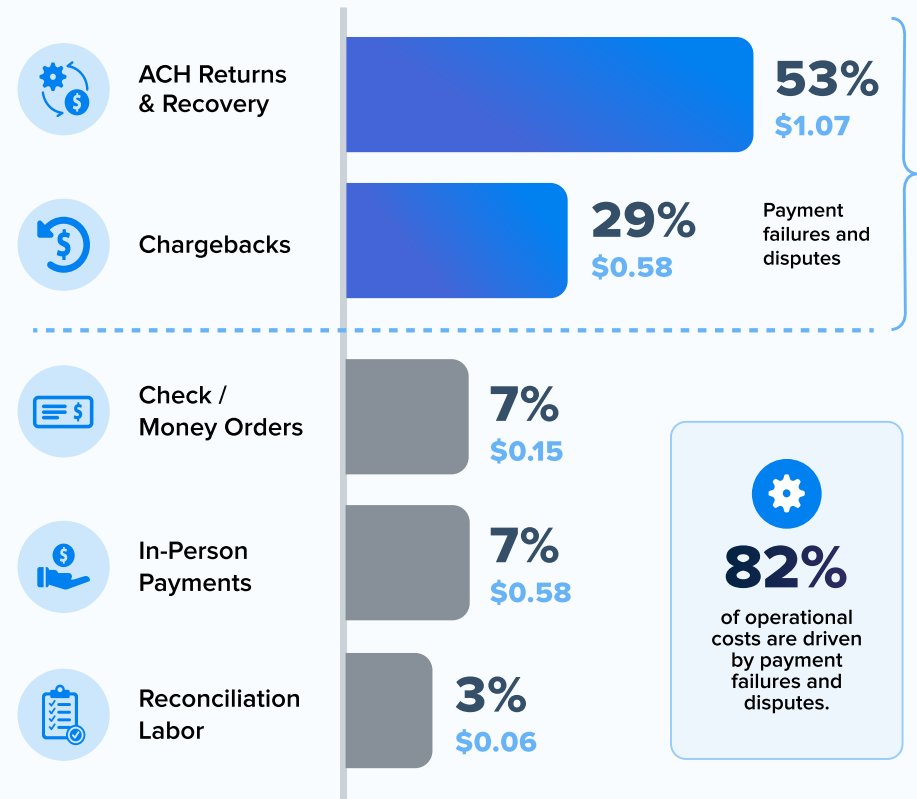 ACH Returns
& Recovery
53%
$1.07
Chargebacks
29%
$0.58
Payment
failures and
disputes
Check /
Money Orders
7%
$0.15
In-Person
Payments
7%
$0.58
Reconciliation
Labor
3%
$0.06
82%
of operational
costs are driven
by payment
failures and
disputes.